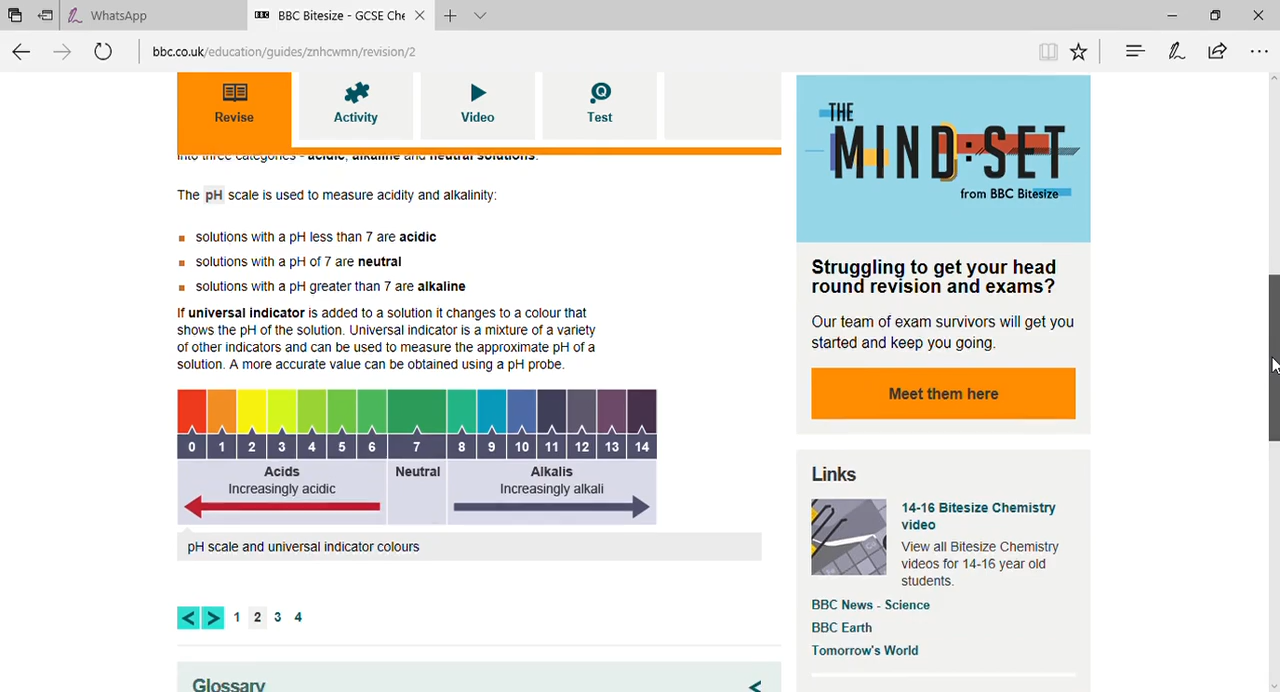 WhatsApp
BBC BBC Bitesize - GCSE Che
bbc.co.uk/education/guides/znhcwmn/revision/2
Revise
Activity
Video
Q
Test
into three categories - acidic, alkaline and neutral solutions.
The pH scale is used to measure acidity and alkalinity:
solutions with a pH less than 7 are acidic
solutions with a pH of 7 are neutral
solutions with a pH greater than 7 are alkaline
If universal indicator is added to a solution it changes to a colour that
shows the pH of the solution. Universal indicator is a mixture of a variety
of other indicators and can be used to measure the approximate pH of a
solution. A more accurate value can be obtained using a pH probe.
0 1 2 3 4 5 6 7 8 9 10 11 12 13 14
Acids Neutral Alkalis
Increasingly acidic Increasingly alkali
pH scale and universal indicator colours
< > 1 2 3 4
Glossary
THE
MIND:SET
from BBC Bitesize
Struggling to get your head
round revision and exams?
Our team of exam survivors will get you
started and keep you going.
Meet them here
Links
14-16 Bitesize Chemistry
video
View all Bitesize Chemistry
videos for 14-16 year old
students.
BBC News - Science
BBC Earth
Tomorrow's World